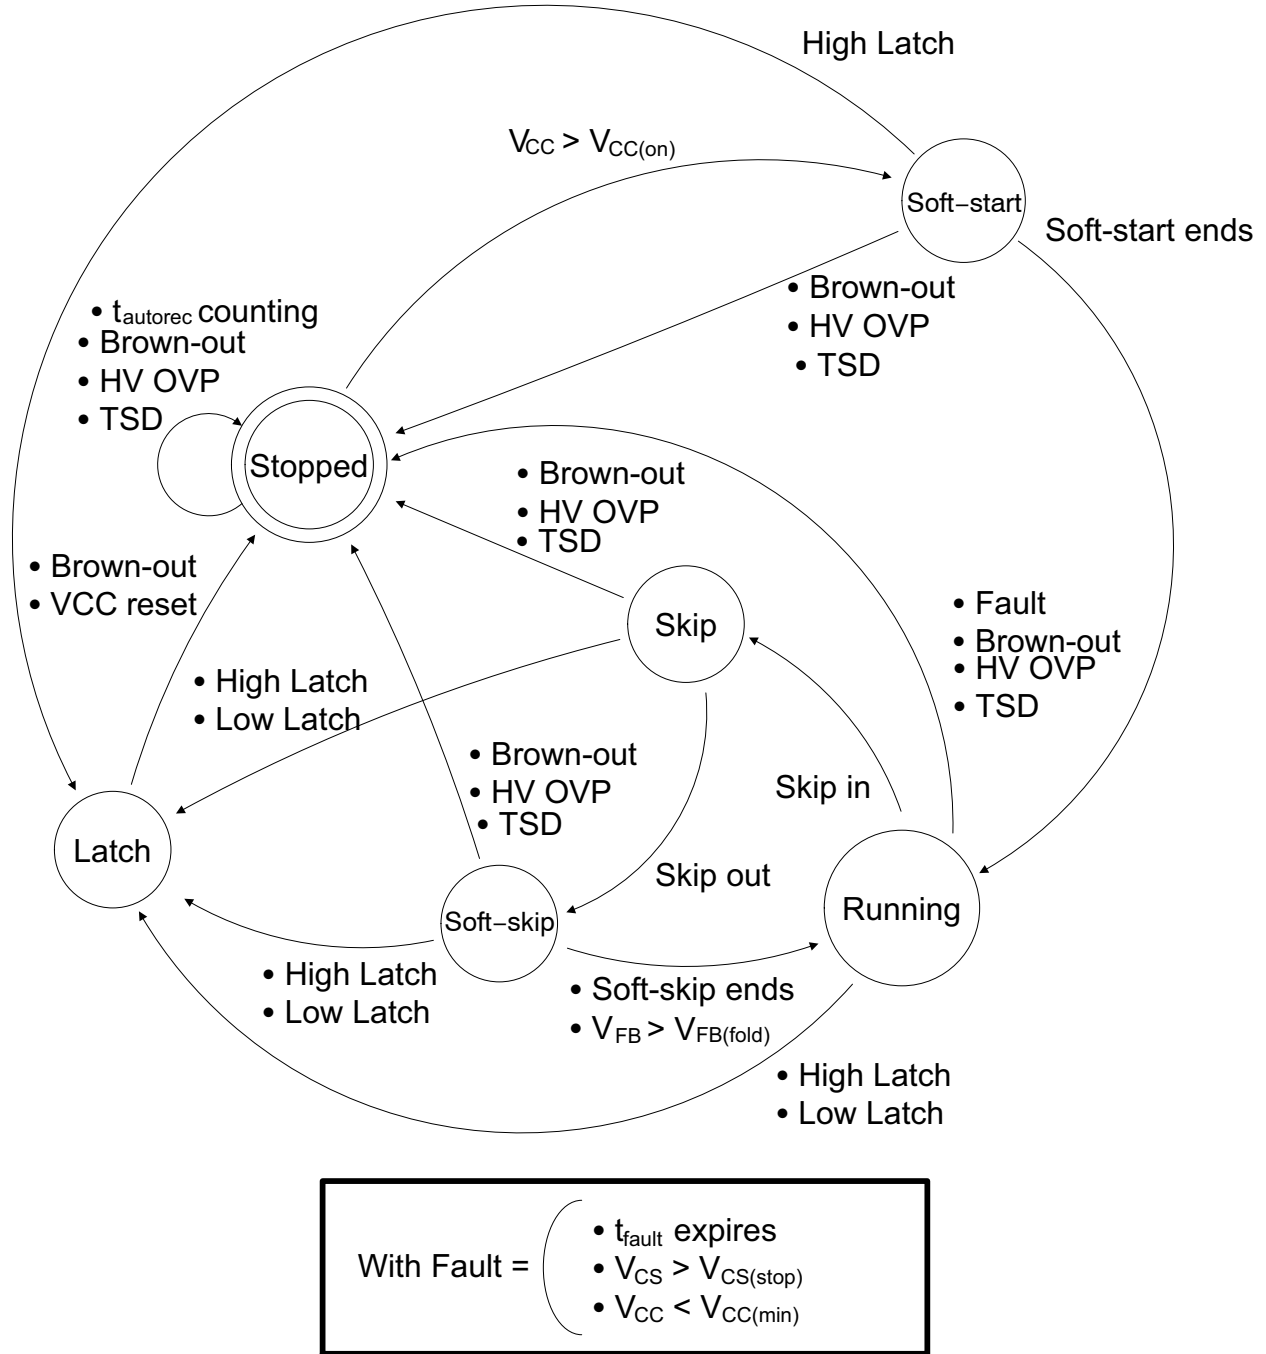 High Latch
VCC > VCC(on)
Soft–start
Soft-start ends
• Brown-out
• HV OVP
• TSD
• tautorec counting
• Brown-out
• HV OVP
• TSD
Stopped
• Brown-out
• HV OVP
• TSD
• Brown-out
• VCC reset
• Fault
• Brown-out
• HV OVP
• TSD
Skip
• High Latch
• Low Latch
• Brown-out
• HV OVP
• TSD
Skip in
Latch
Skip out
Soft–skip
Running
• High Latch
• Low Latch
• Soft-skip ends
• VFB > VFB(fold)
• High Latch
• Low Latch
With Fault =
• tfault expires
• VCS > VCS(stop)
• VCC < VCC(min)